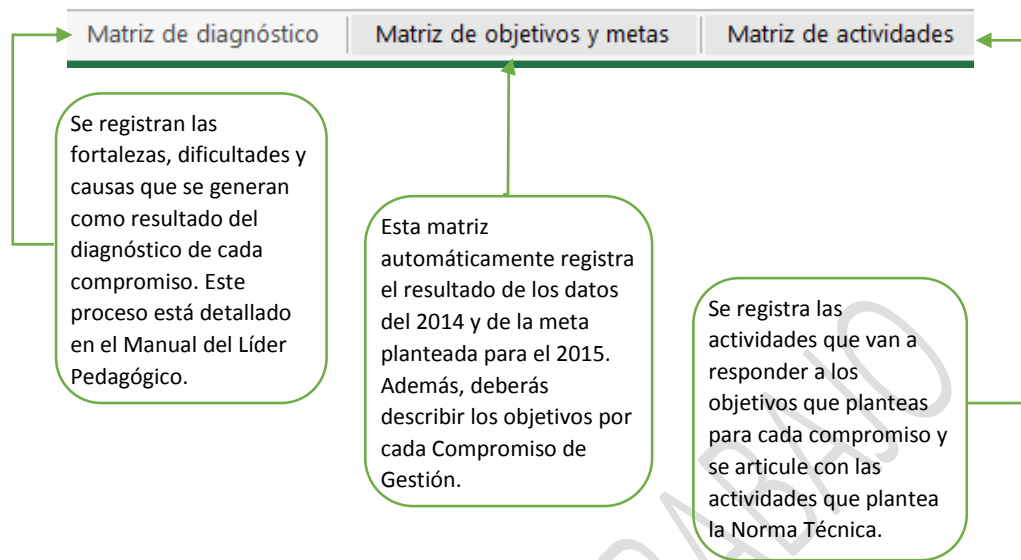 Matriz de diagnóstico
Matriz de objetivos y metas
Matriz de actividades
Se registran las
fortalezas, dificultades y
causas que se generan
como resultado del
diagnóstico de cada
compromiso. Este
proceso está detallado
en el Manual del Líder
Pedagógico.
Esta matriz
automáticamente registra
el resultado de los datos
del 2014 y de la meta
planteada para el 2015.
Además, deberás
describir los objetivos por
cada Compromiso de
Gestión.
Se registra las
actividades que van a
responder a los
objetivos que planteas
para cada compromiso y
se articule con las
actividades que plantea
la Norma Técnica.